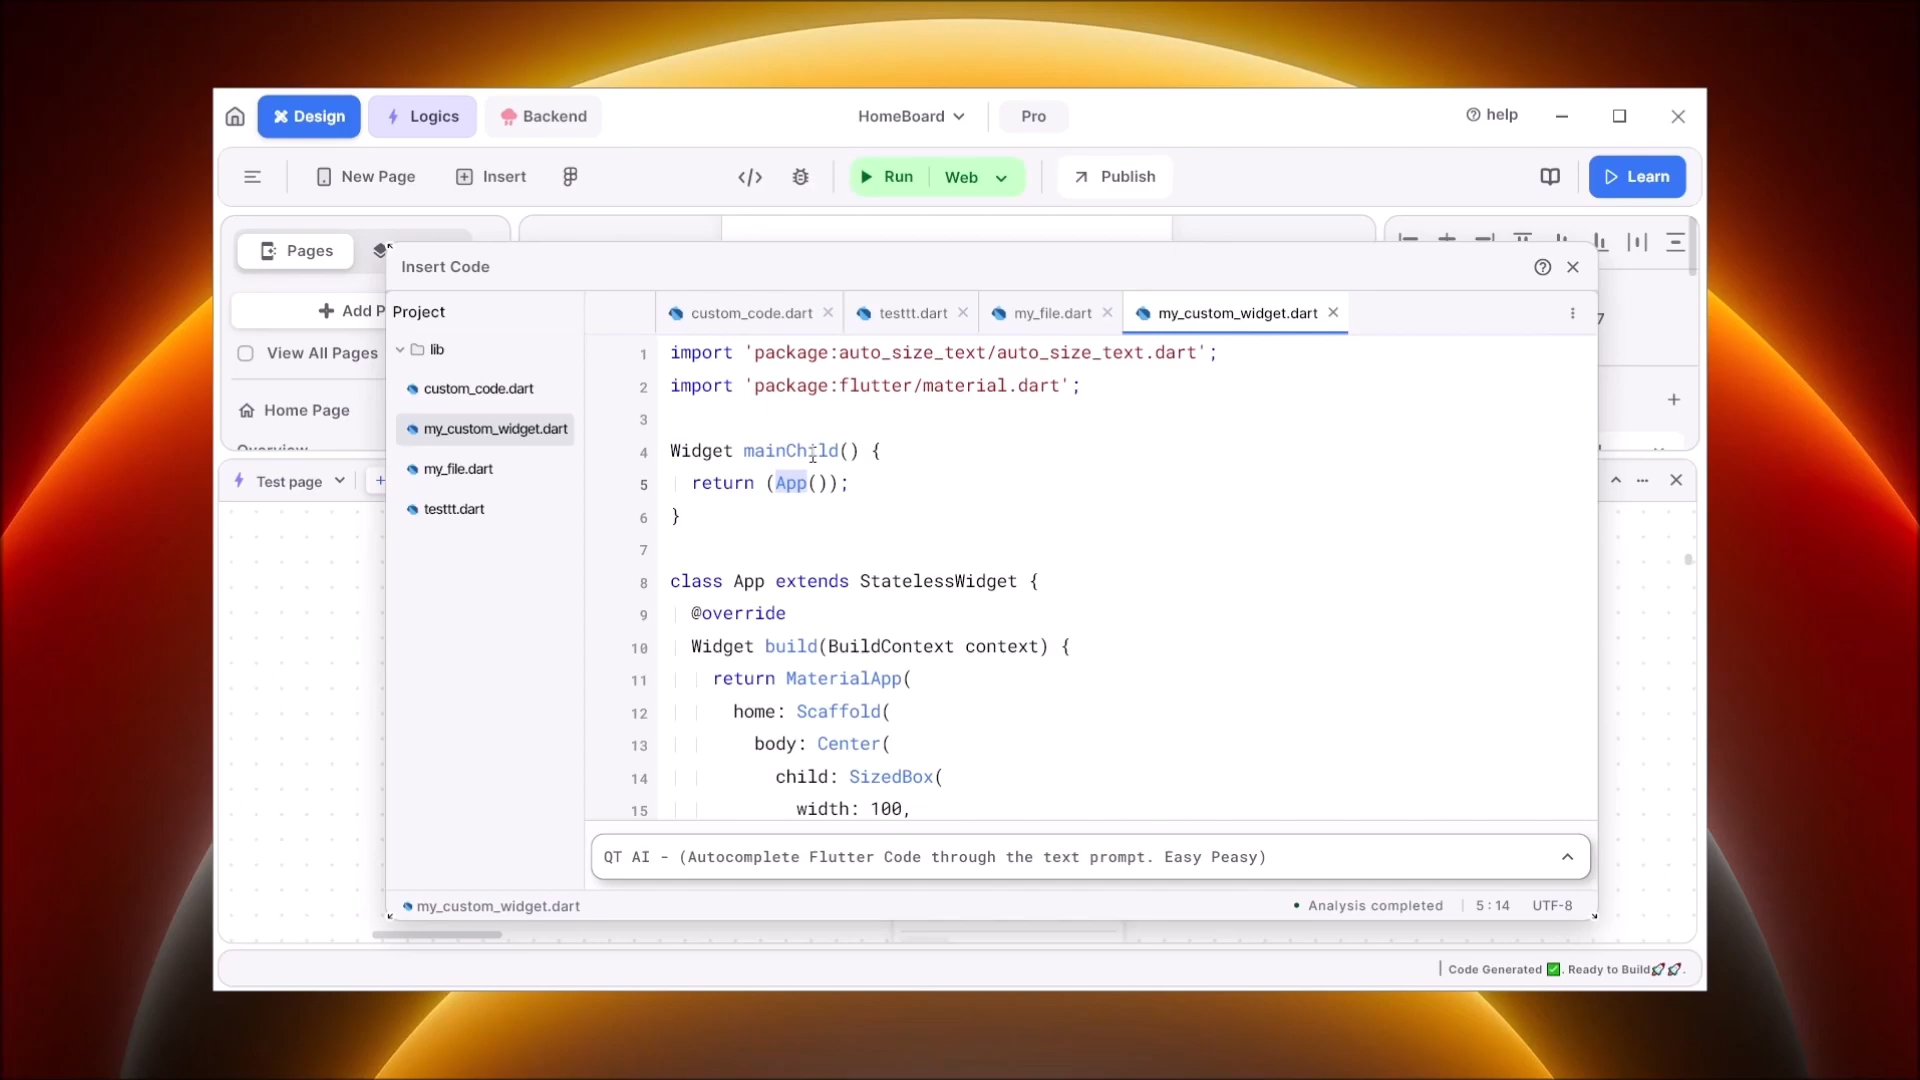 Design
Logics
Backend
HomeBoard
Pro
help
New Page
Insert
Run
Web
Publish
Learn
Pages
Insert Code
Add P
Project
custom_code.dart
testtt.dart
my_file.dart
my_custom_widget.dart
7
View All Pages
lib
custom_code.dart
Home Page
my_custom_widget.dart
my_file.dart
testtt.dart
Test page
1 import 'package:auto_size_text/auto_size_text.dart';
2 import 'package:flutter/material.dart';
3
4 Widget mainChild() {
5 return (App());
6 }
7
8 class App extends StatelessWidget {
9 @override
10 Widget build(BuildContext context) {
11 return MaterialApp(
12 home: Scaffold(
13 body: Center(
14 child: SizedBox(
15 width: 100,
QT AI - (Autocomplete Flutter Code through the text prompt. Easy Peasy)
my_custom_widget.dart
Analysis completed
5:14
UTF-8
Code Generated ✅. Ready to Build🚀🚀.